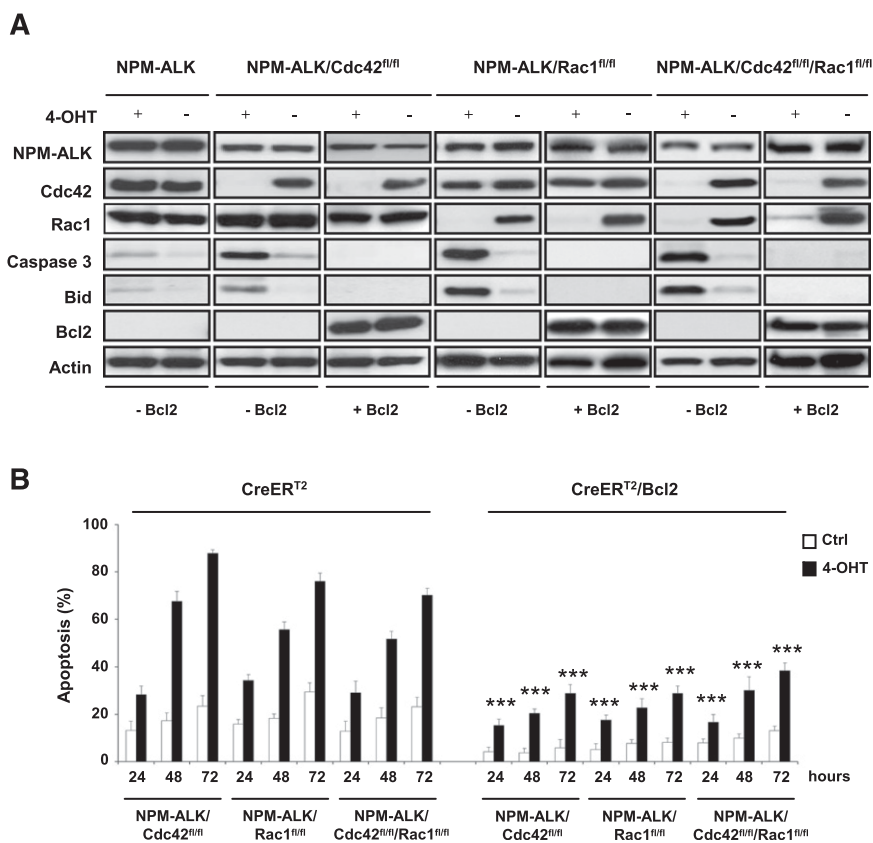 A
NPM-ALK NPM-ALK/Cdc42fl/fl NPM-ALK/Rac1fl/fl NPM-ALK/Cdc42fl/fl/Rac1fl/fl
4-OHT + - + - + - + - + - + - + -
NPM-ALK
Cdc42
Rac1
Caspase 3
Bid
Bcl2
Actin
- Bcl2 - Bcl2 + Bcl2 - Bcl2 + Bcl2 - Bcl2 + Bcl2
B
CreERT2 CreERT2/Bcl2
Ctrl
4-OHT
Apoptosis (%)
100
80
60
40
20
0
*** *** *** *** *** *** *** *** ***
24 48 72 24 48 72 24 48 72 24 48 72 24 48 72 24 48 72 hours
NPM-ALK/ NPM-ALK/ NPM-ALK/ NPM-ALK/ NPM-ALK/ NPM-ALK/
Cdc42fl/fl Rac1fl/fl Cdc42fl/fl/Rac1fl/fl Cdc42fl/fl Rac1fl/fl Cdc42fl/fl/Rac1fl/fl